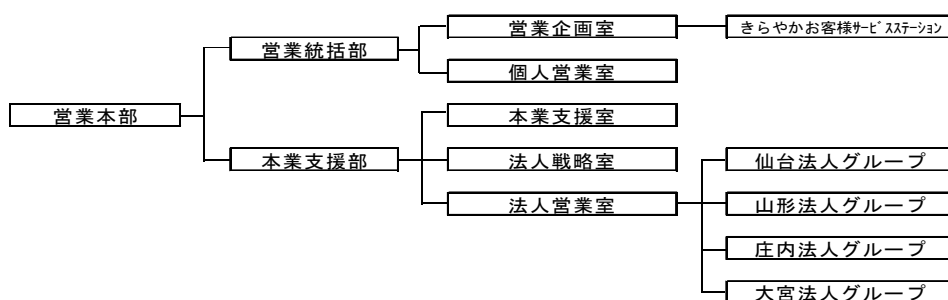 営業企画室
きらやかお客様ｻｰﾋﾞｽｽﾃｰｼｮﾝ
営業統括部
個人営業室
営業本部
本業支援室
本業支援部
法人戦略室
仙台法人グループ
法人営業室
山形法人グループ
庄内法人グループ
大宮法人グループ